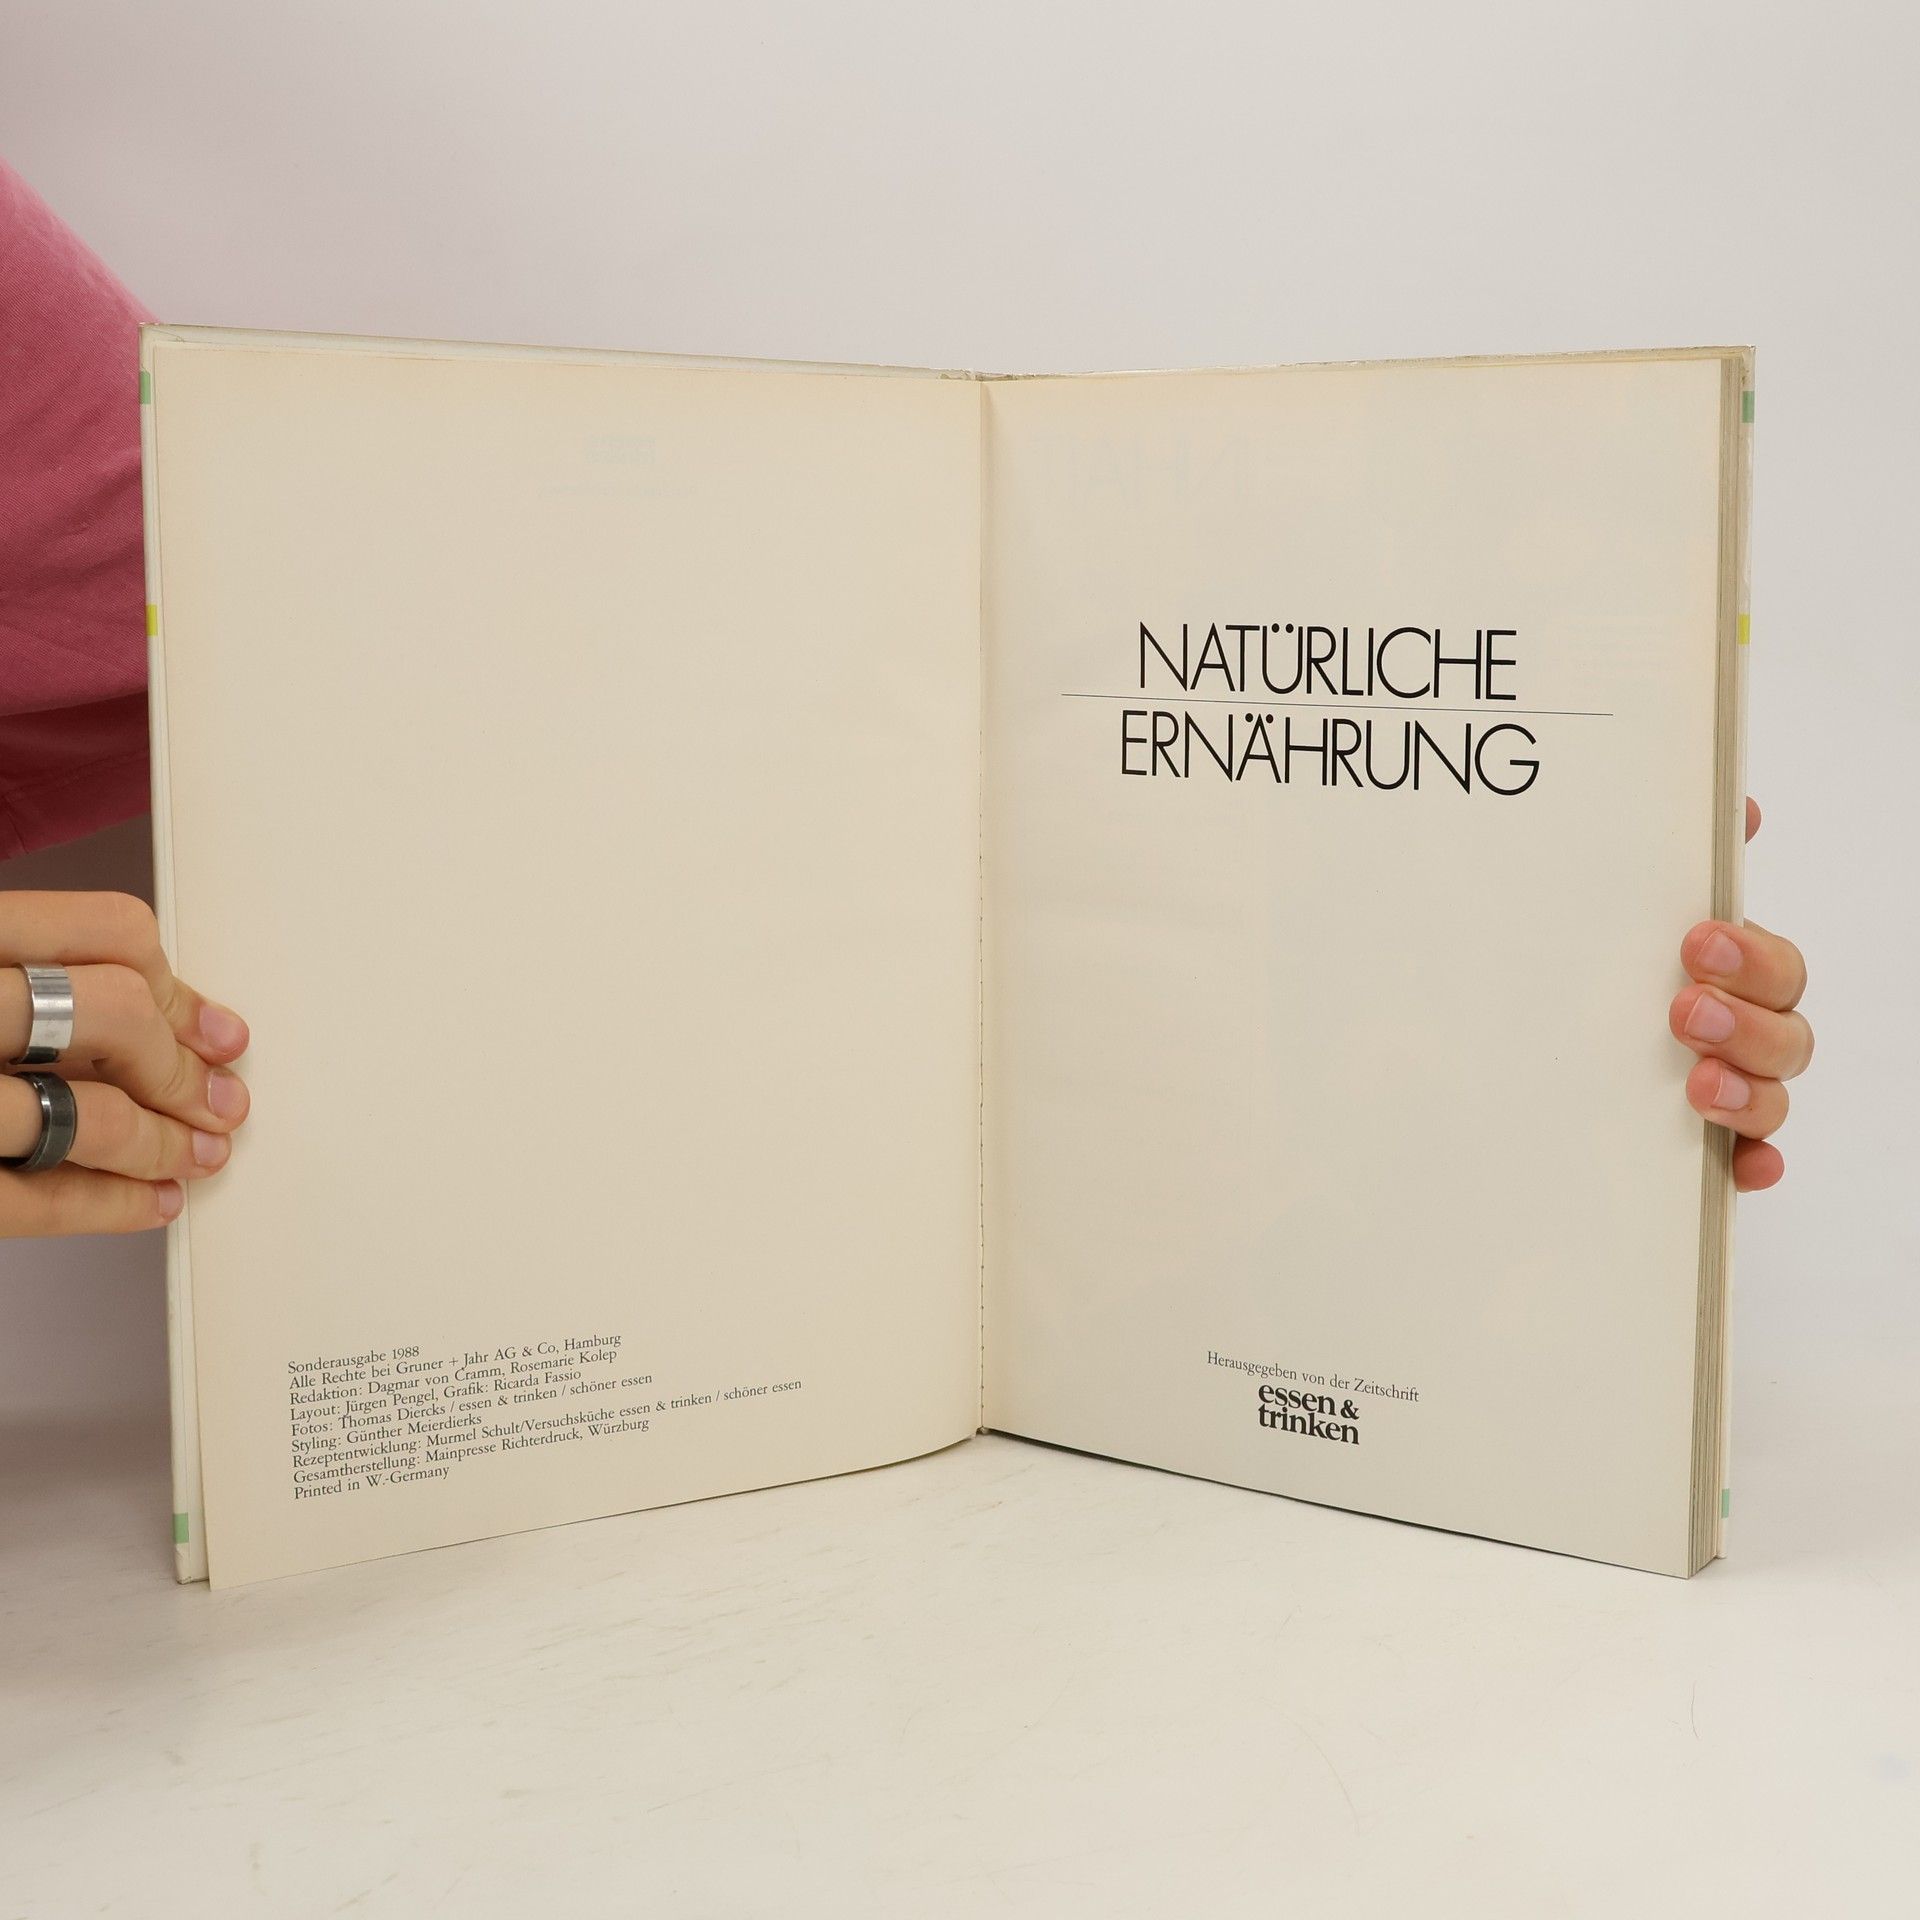 Sonderausgabe 1988
Alle Rechte bei Gruner + Jahr AG & Co, Hamburg
Redaktion: Dagmar von Cramm, Rosemarie Kolep
Layout: Jürgen Pengel, Grafik: Ricarda Fassio
Fotos: Thomas Diercks / essen & trinken / schöner essen
Styling: Günther Meierdierks
Rezeptentwicklung: Murmel Schult/Versuchsküche essen & trinken / schöner essen
Gesamtherstellung: Mainpresse Richterdruck, Würzburg
Printed in W.-Germany
NATÜRLICHE
ERNÄHRUNG
Herausgegeben von der Zeitschrift
essen &
trinken